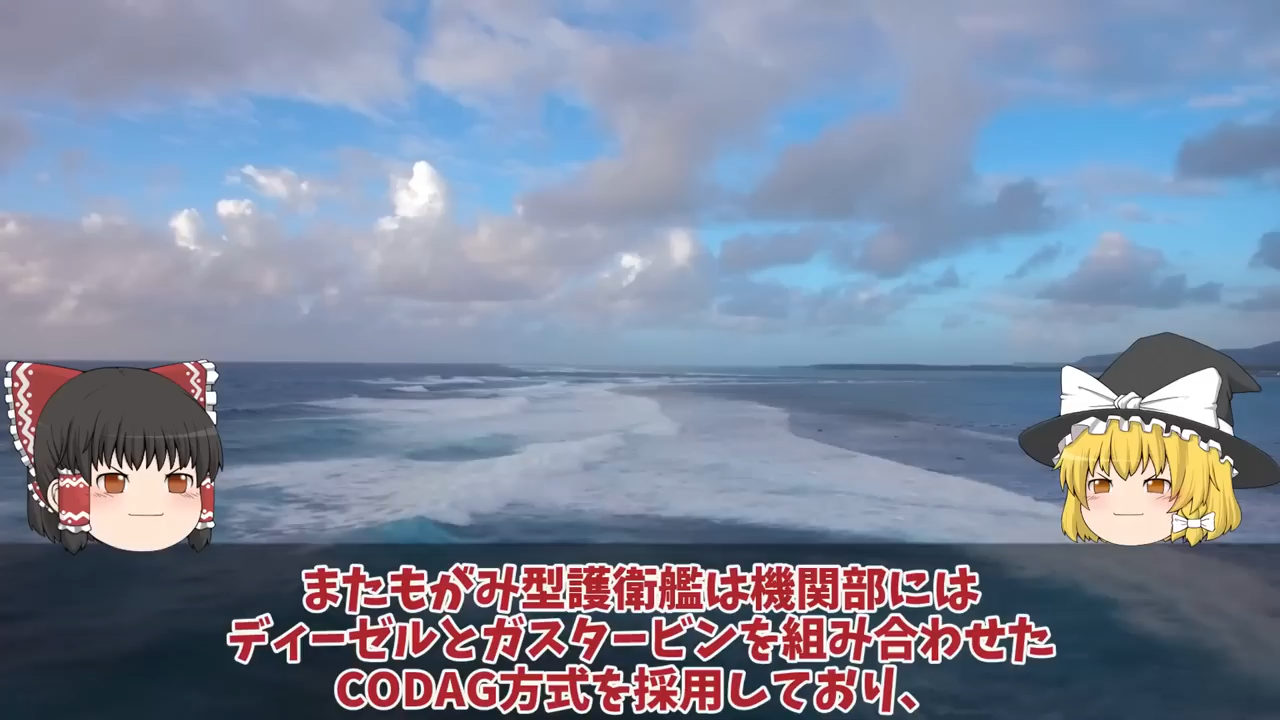 またもがみ型護衛艦は機関部には
ディーゼルとガスタービンを組み合わせた
CODAG方式を採用しており、